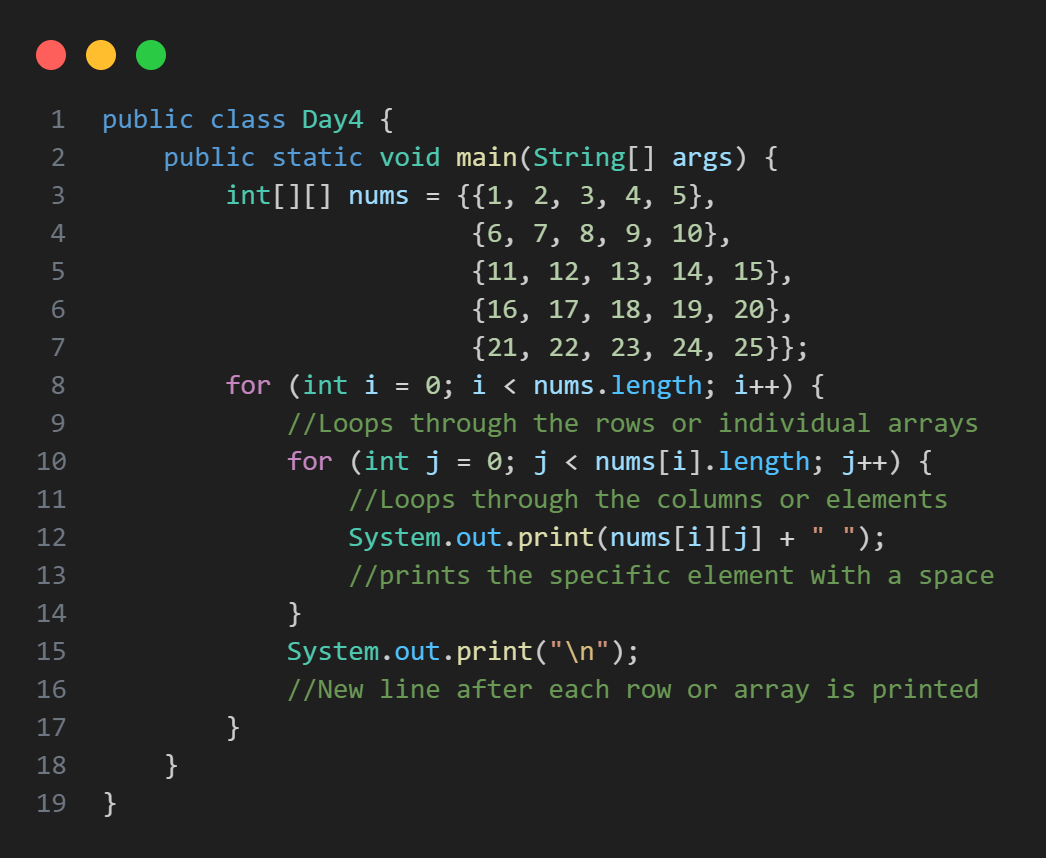 1 public class Day4 {
2     public static void main(String[] args) {
3         int[][] nums = {{1, 2, 3, 4, 5},
4                         {6, 7, 8, 9, 10},
5                         {11, 12, 13, 14, 15},
6                         {16, 17, 18, 19, 20},
7                         {21, 22, 23, 24, 25}};
8         for (int i = 0; i < nums.length; i++) {
9             //Loops through the rows or individual arrays
10             for (int j = 0; j < nums[i].length; j++) {
11                 //Loops through the columns or elements
12                 System.out.print(nums[i][j] + " ");
13                 //prints the specific element with a space
14             }
15             System.out.print("\n");
16             //New line after each row or array is printed
17         }
18     }
19 }